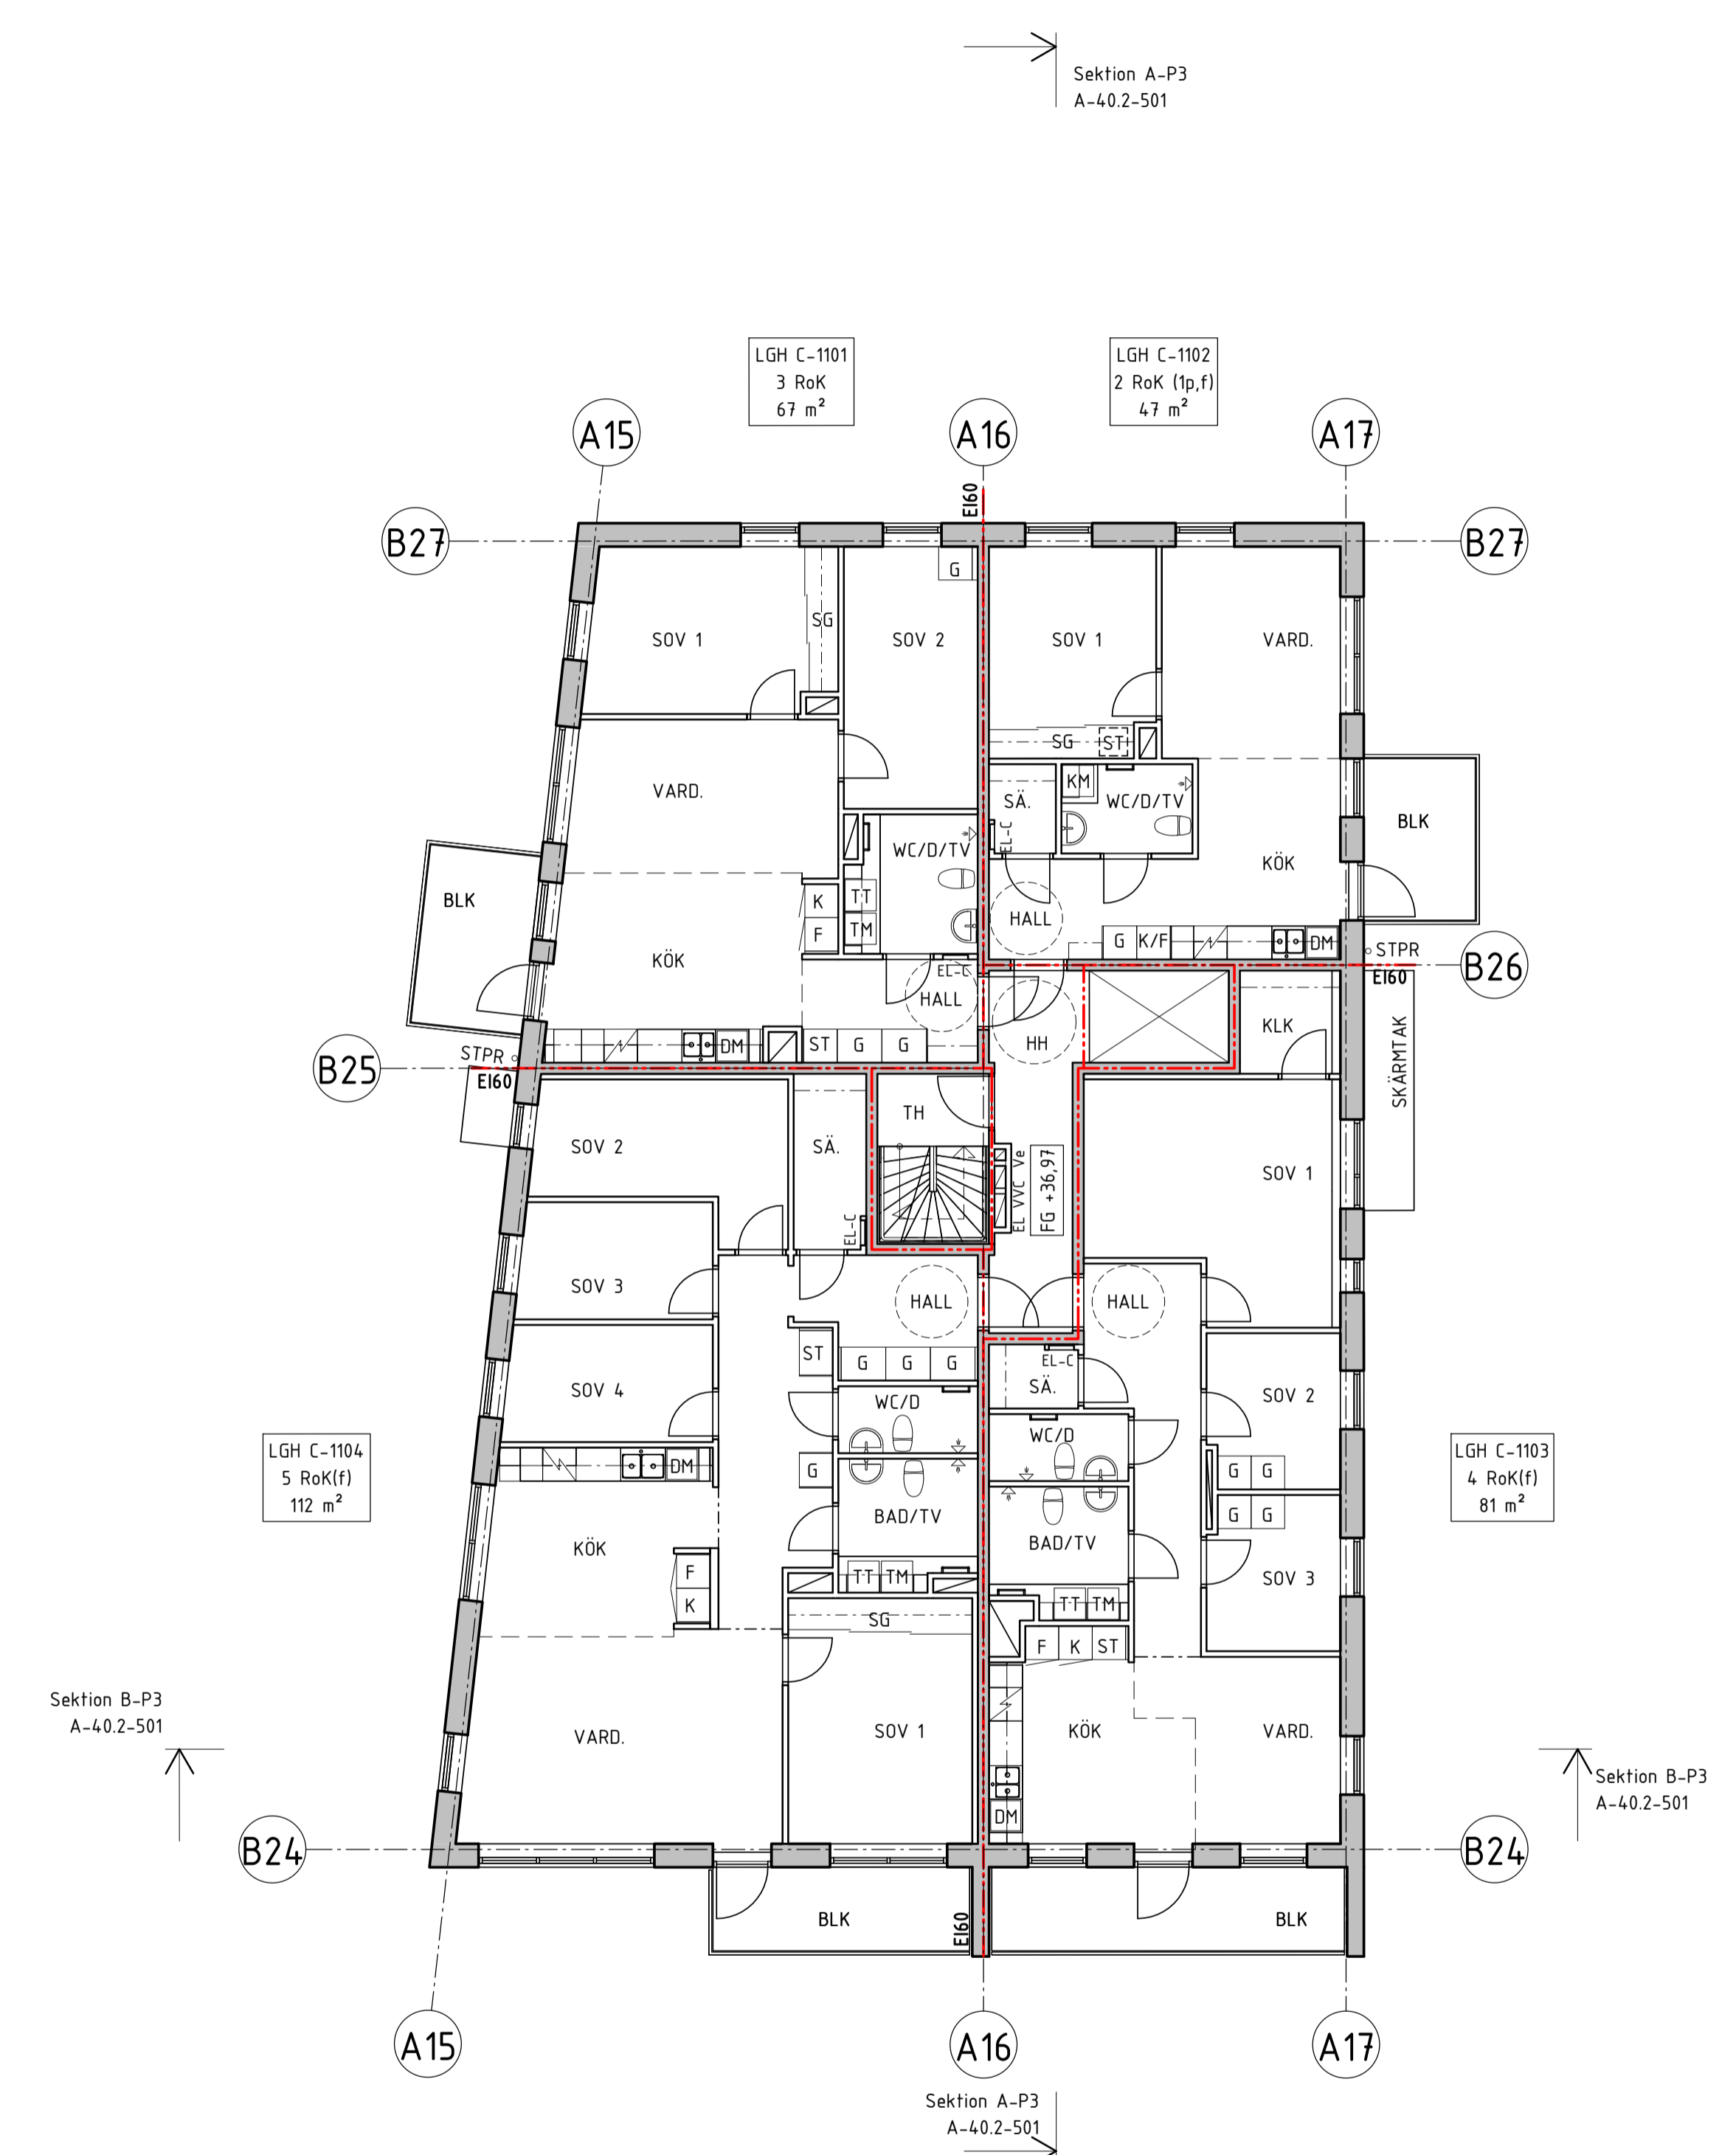 Sektion A-P3
A-40.2-501
LGH C-1101
3 RoK
67 m²
LGH C-1102
2 RoK (1p,f)
47 m²
A15
A16
A17
EI60
B27
B27
G
SOV 1
SG
SOV 2
SOV 1
VARD.
SG
ST
VARD.
KM
SÄ.
WC/D/TV
EL-C
BLK
WC/D/TV
KÖK
BLK
TT
K
TM
F
HALL
G
K/F
DM
STPR
KÖK
EL-C
B26
EI60
HALL
KLK
HH
ST
G
G
DM
STPR
B25
EI60
SKÄRMTAK
TH
SOV 2
SÄ.
SOV 1
EL VVC Ve
FG +36,97
EL-C
SOV 3
HALL
HALL
ST
G
G
G
EL-C
SÄ.
SOV 4
SOV 2
WC/D
WC/D
LGH C-1104
5 RoK(f)
112 m²
LGH C-1103
4 RoK(f)
81 m²
DM
G
G
G
G
G
BAD/TV
BAD/TV
KÖK
F
K
TT
TM
SOV 3
TT
TM
SG
F
K
ST
Sektion B-P3
A-40.2-501
VARD.
SOV 1
KÖK
VARD.
Sektion B-P3
A-40.2-501
DM
B24
B24
BLK
EI60
BLK
A15
A16
A17
Sektion A-P3
A-40.2-501